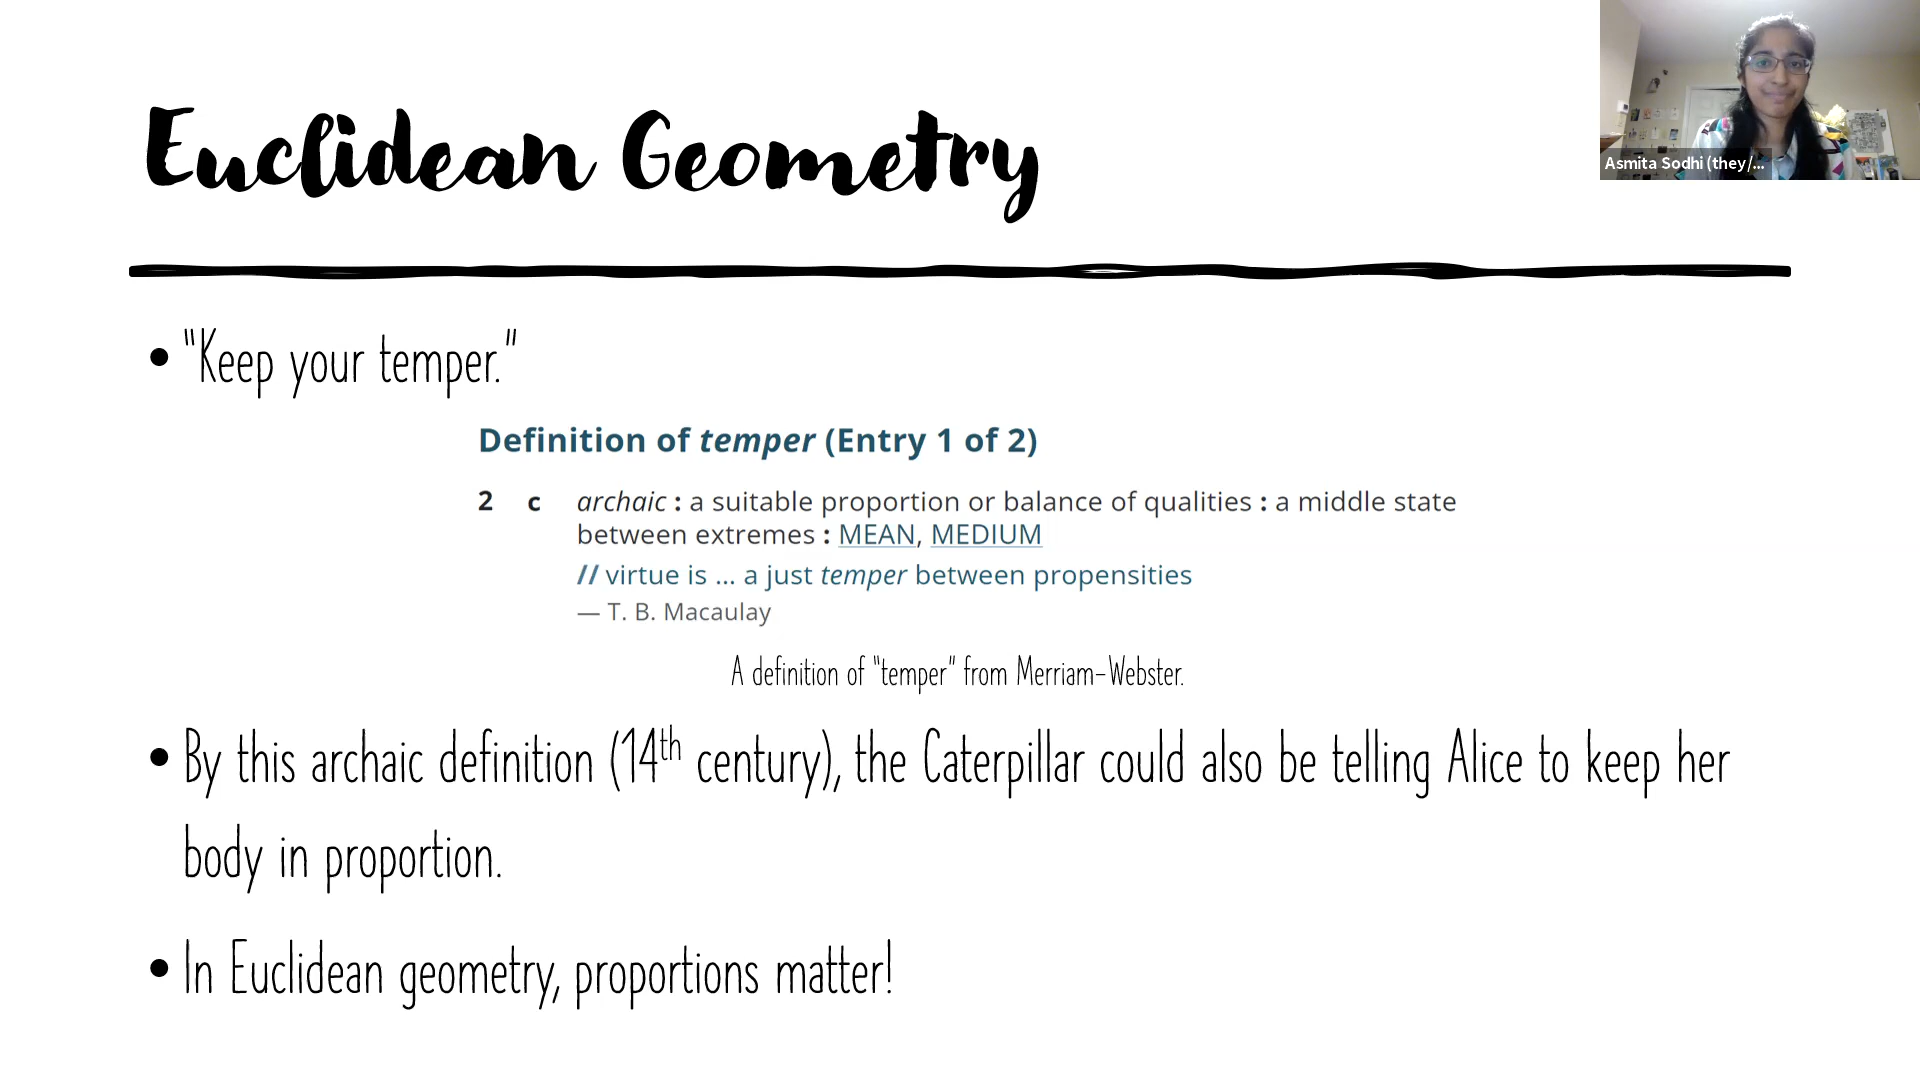 Euclidean Geometry
Asmita Sodhi (they/...
• "Keep your temper."
Definition of temper (Entry 1 of 2)
2 c archaic : a suitable proportion or balance of qualities : a middle state
between extremes : MEAN, MEDIUM
// virtue is ... a just temper between propensities
— T. B. Macaulay
A definition of "temper" from Merriam-Webster.
• By this archaic definition (14th century), the Caterpillar could also be telling Alice to keep her
body in proportion.
• In Euclidean geometry, proportions matter!